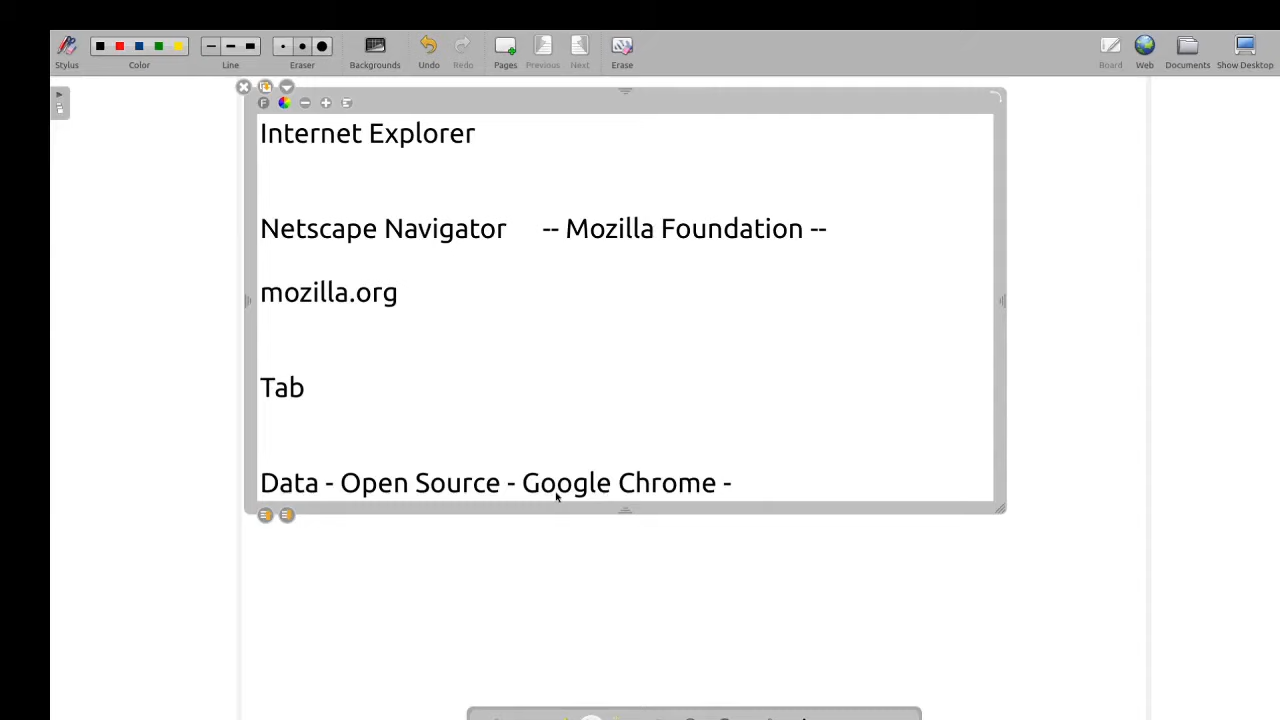 Stylus
Color
Line
Eraser
Backgrounds
Undo
Redo
Pages
Previous
Next
Erase
Board
Web
Documents
Show Desktop
F
Internet Explorer
Netscape Navigator -- Mozilla Foundation --
mozilla.org
Tab
Data - Open Source - Google Chrome -